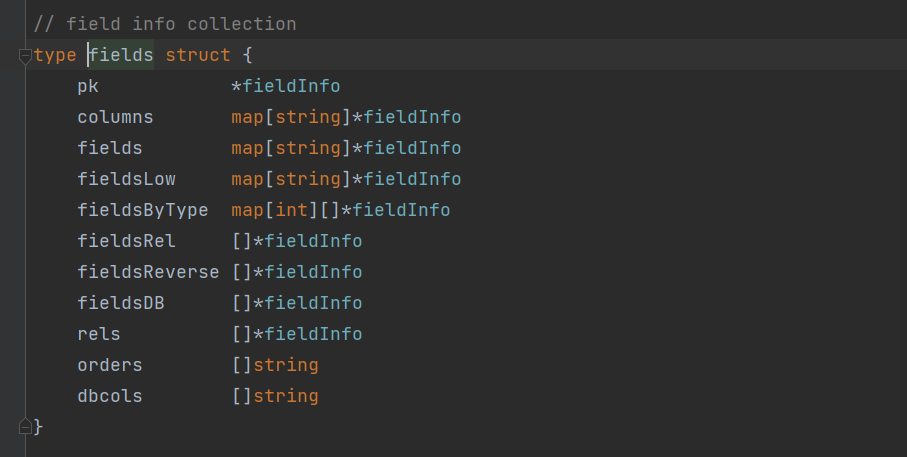 // field info collection
type fields struct {
    pk            *fieldInfo
    columns       map[string]*fieldInfo
    fields        map[string]*fieldInfo
    fieldsLow     map[string]*fieldInfo
    fieldsByType  map[int][]*fieldInfo
    fieldsRel     []*fieldInfo
    fieldsReverse []*fieldInfo
    fieldsDB      []*fieldInfo
    rels          []*fieldInfo
    orders        []string
    dbcols        []string
}